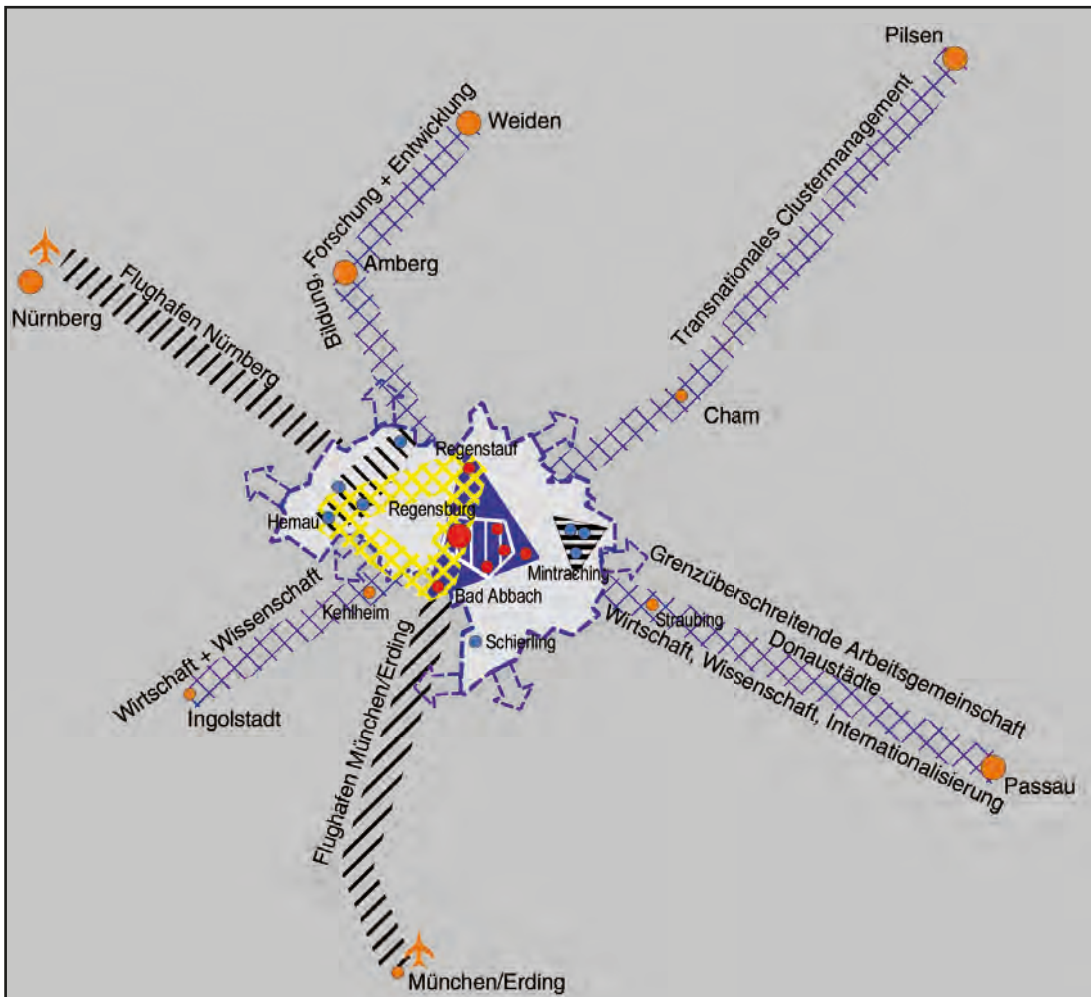 Pilsen
Weiden
Bildung, Forschung + Entwicklung
Transnationales Clustermanagement
Amberg
Nürnberg
Flughafen Nürnberg
Cham
Regenstauf
Regensburg
Hemau
Mintraching
Grenzüberschreitende Arbeitsgemeinschaft
Donaustädte
Kehlheim
Bad Abbach
Straubing
Wirtschaft + Wissenschaft
Schierling
Wirtschaft, Wissenschaft, Internationalisierung
Ingolstadt
Flughafen München/Erding
Passau
München/Erding